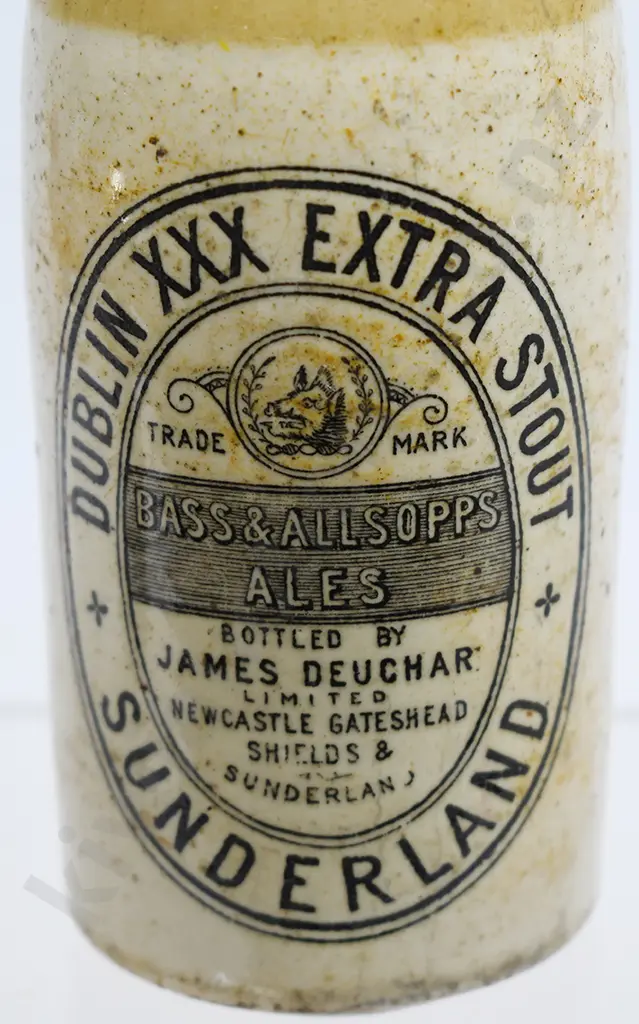 DUBLIN XXX EXTRA STOUT
TRADE MARK
BASS & ALLSOPPS
ALES
BOTTLED BY
JAMES DEUCHAR
LIMITED
NEWCASTLE GATESHEAD
SHIELDS &
SUNDERLAND
SUNDERLAND